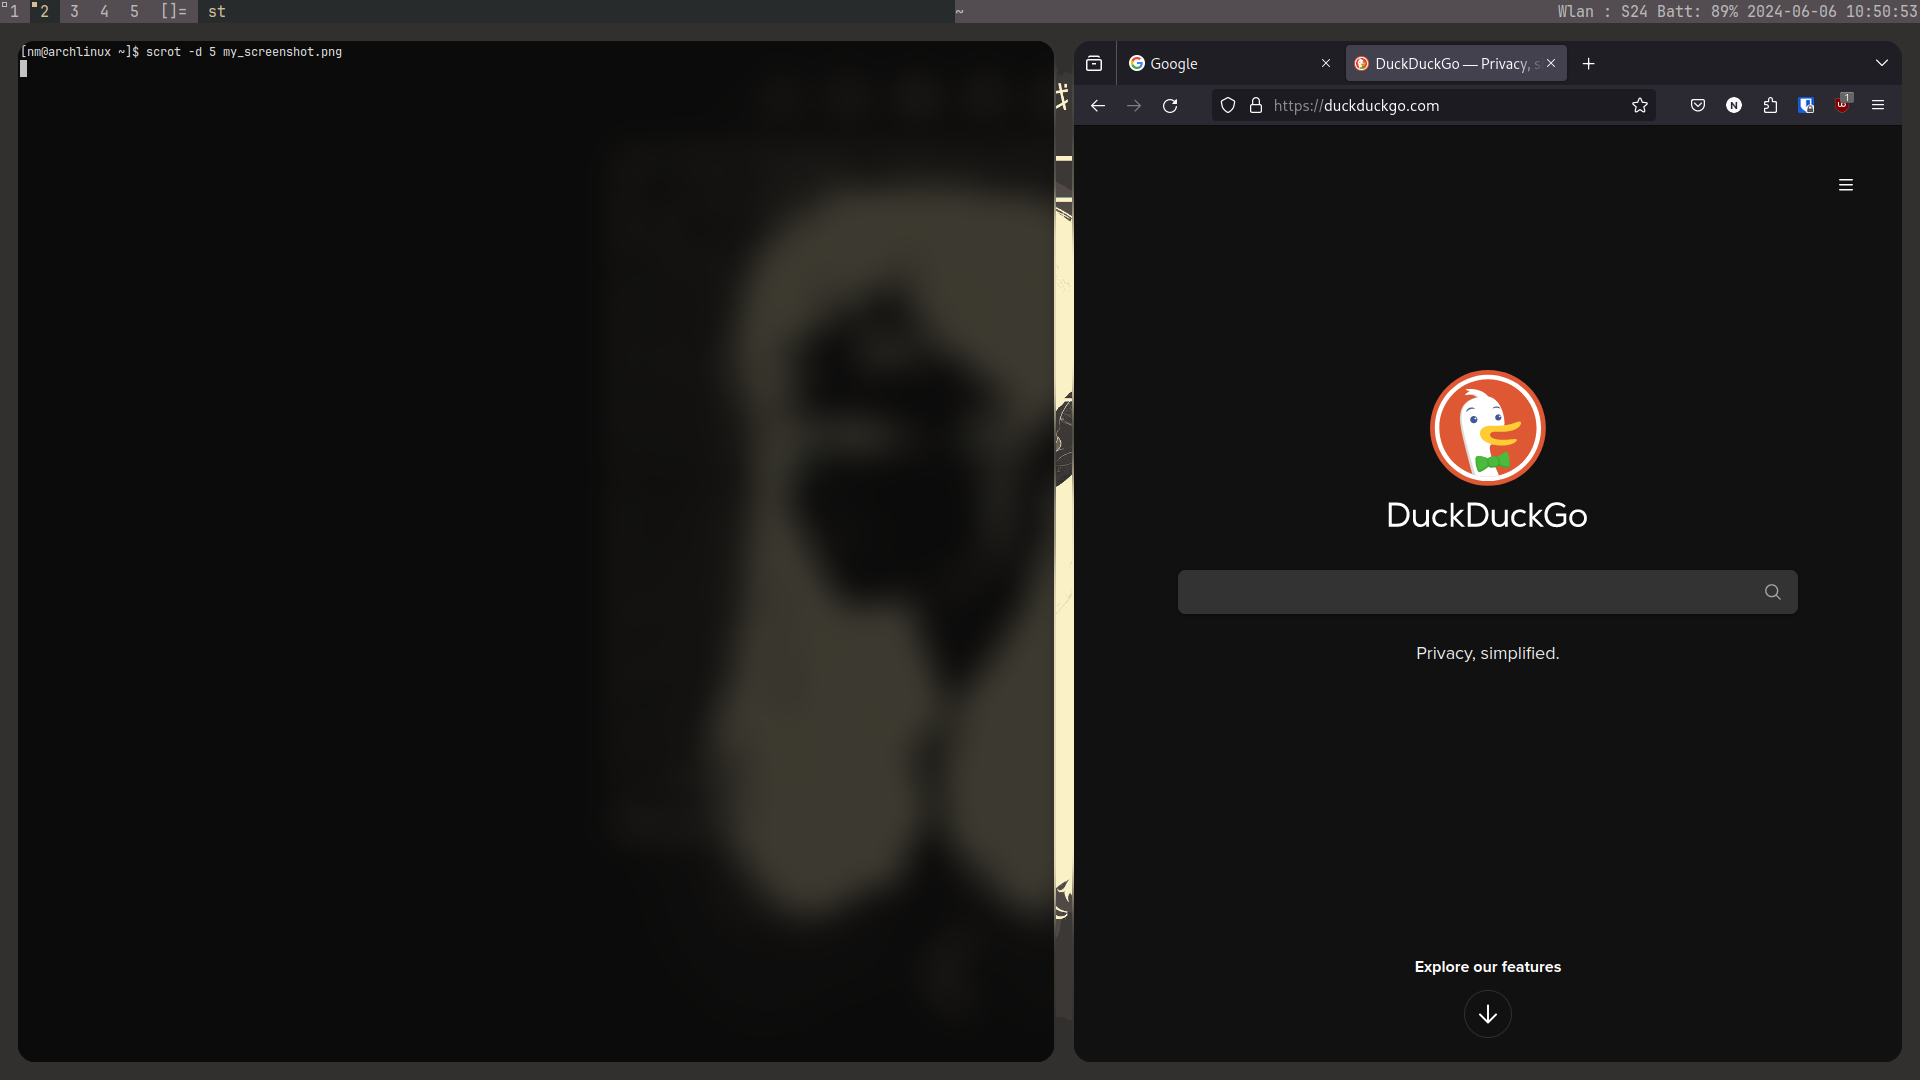 1 2 3 4 5 []= st ~ Wlan : S24 Batt: 89% 2024-06-06 10:50:53
[nm@archlinux ~]$ scrot -d 5 my_screenshot.png
Google DuckDuckGo — Privacy, s
https://duckduckgo.com N 1
DuckDuckGo
Privacy, simplified.
Explore our features